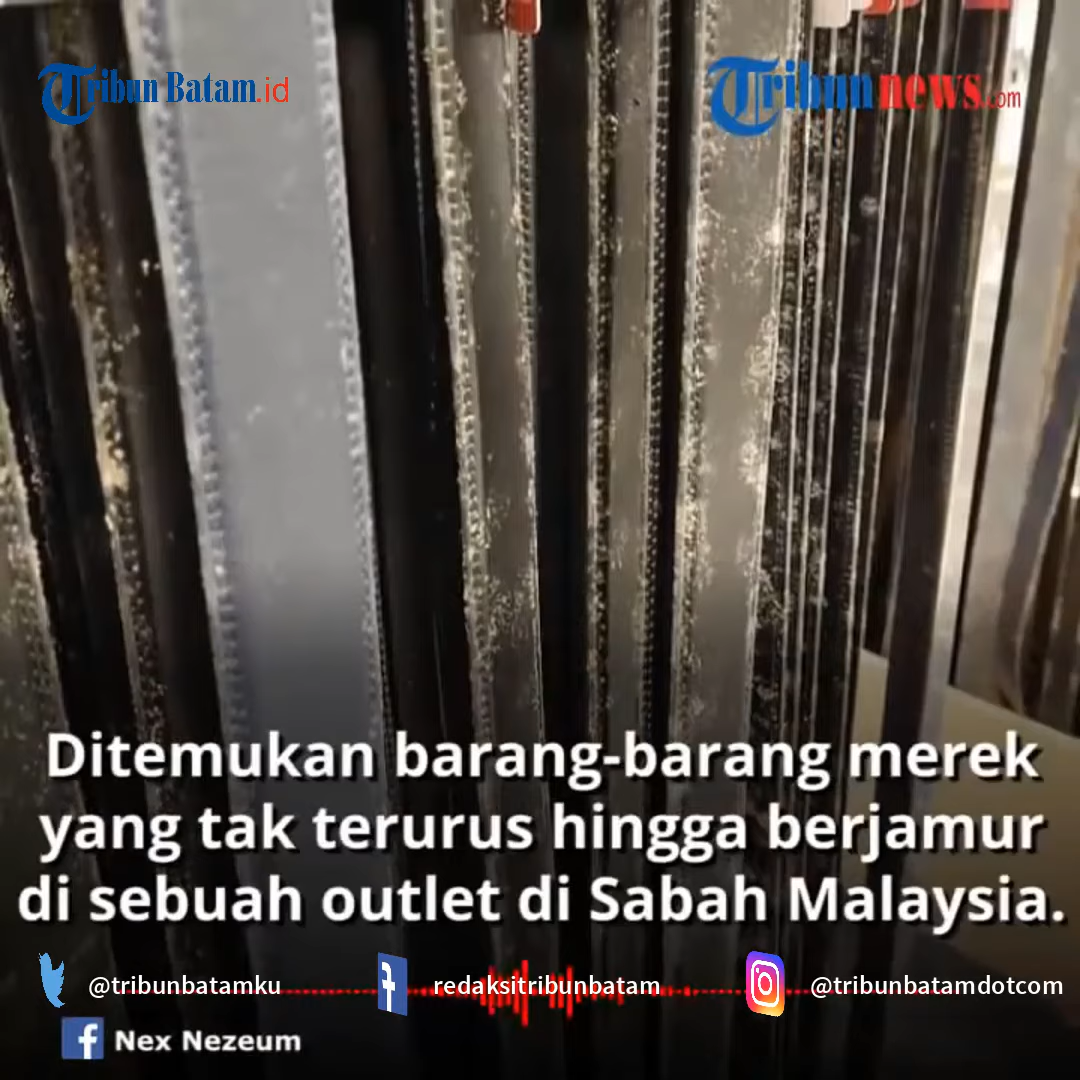 Tribun Batam.id
Tribunnews.com
Ditemukan barang-barang merek
yang tak terurus hingga berjamur
di sebuah outlet di Sabah Malaysia.
@tribunbatamku
redaksitribunbatam
@tribunbatamdotcom
Nex Nezeum